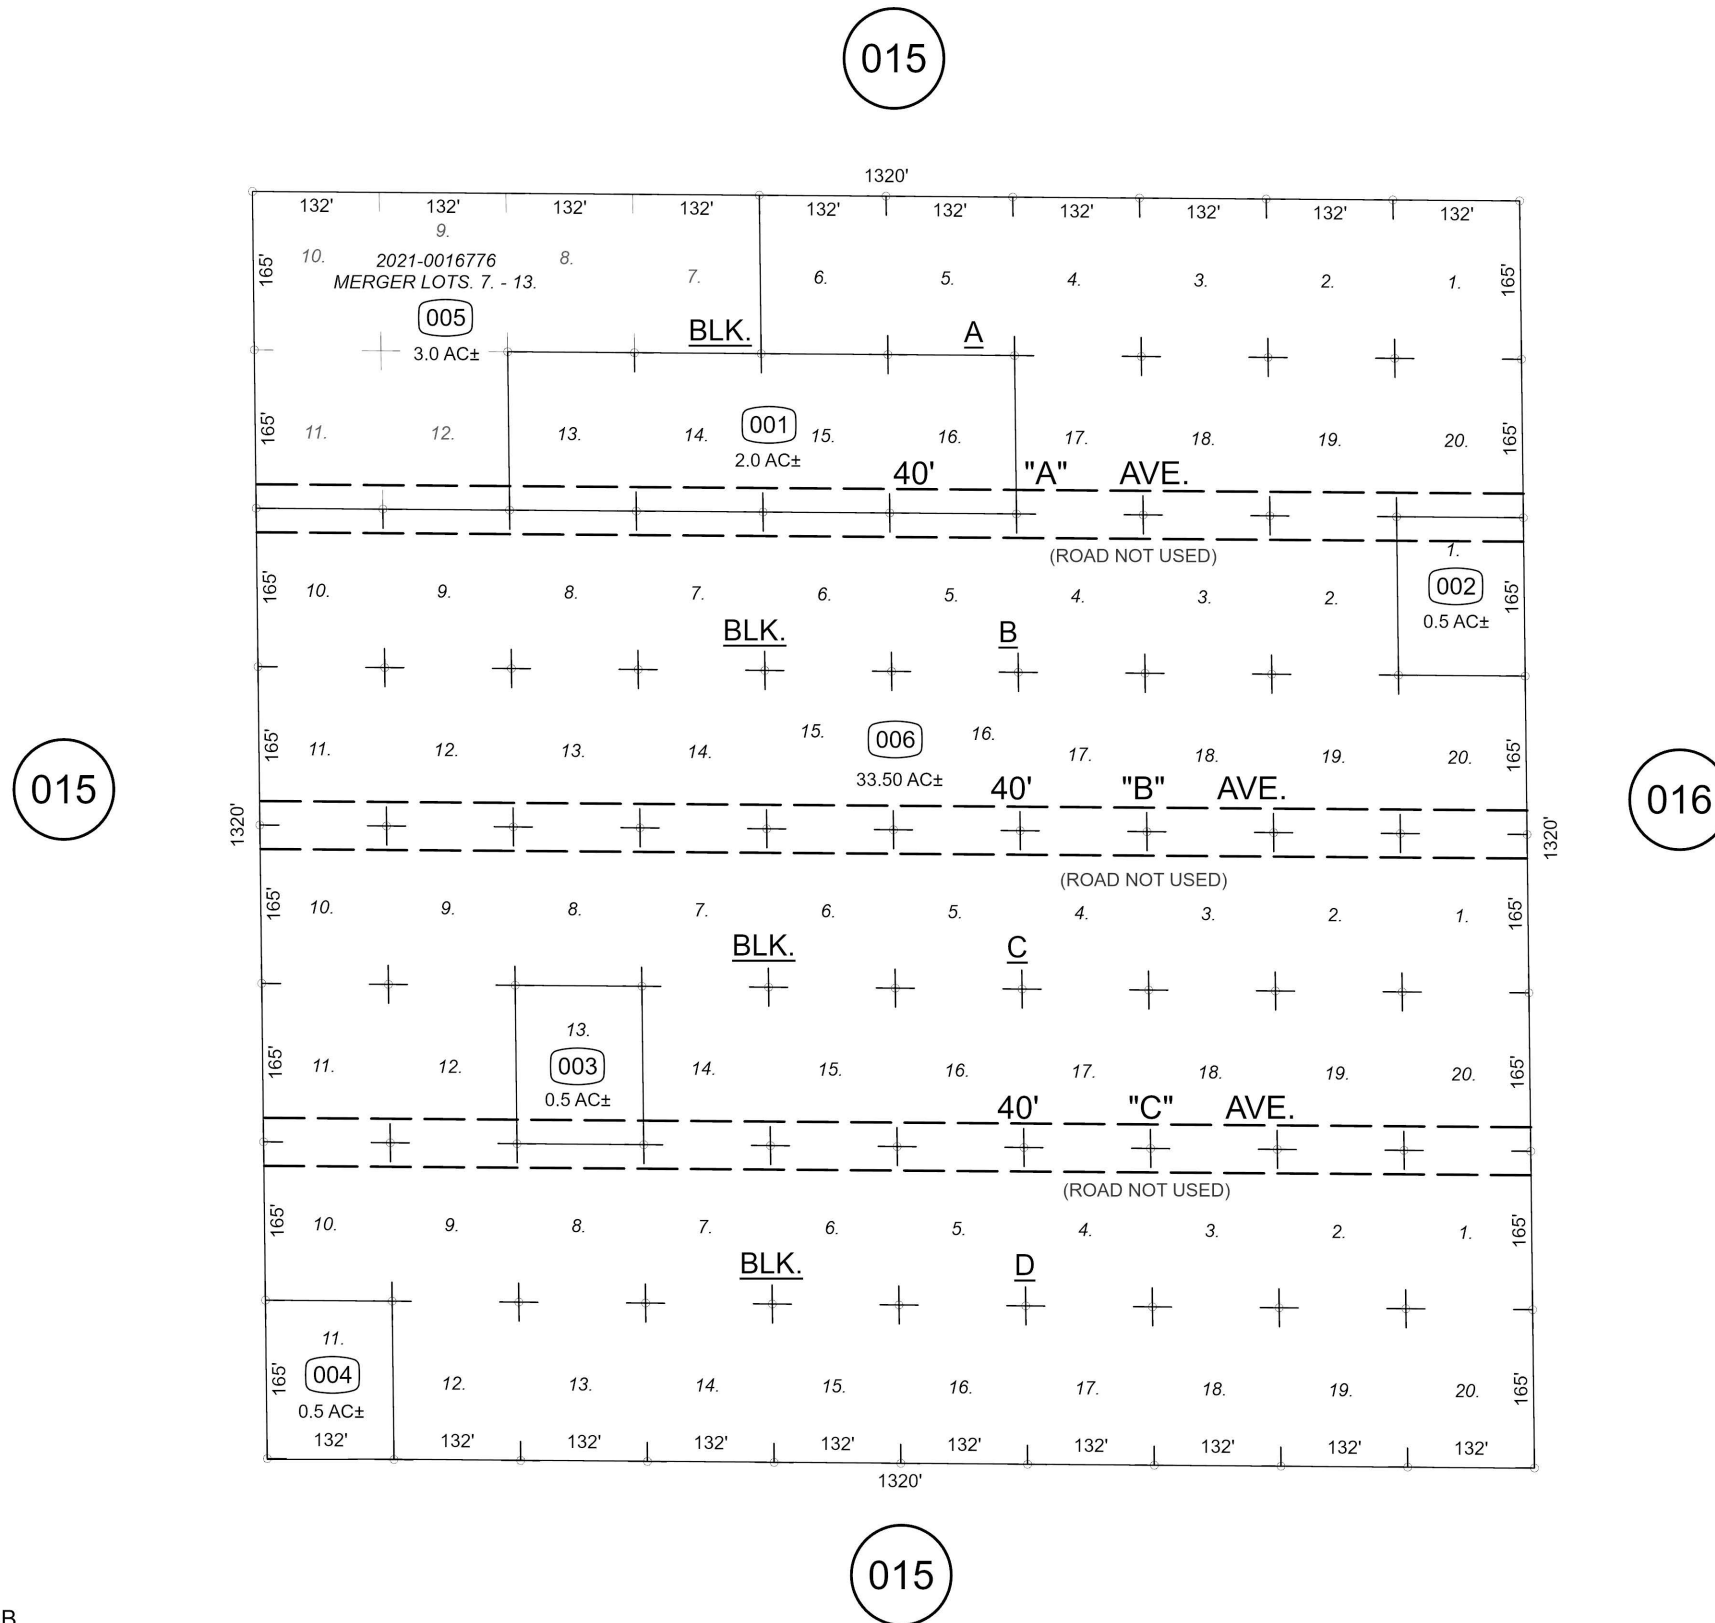 015
1320'
132' 132' 132' 132' 132' 132' 132' 132' 132' 132'
9.
10. 2021-0016776 8.
MERGER LOTS. 7. - 13. 7. 6. 5. 4. 3. 2. 1.
165' 165'
005
BLK. A
3.0 AC±
001
165' 11. 12. 13. 14. 15. 16. 17. 18. 19. 20. 165'
2.0 AC±
40' "A" AVE.
(ROAD NOT USED)
1.
002
165' 10. 9. 8. 7. 6. 5. 4. 3. 2. 165'
0.5 AC±
BLK. B
15. 006 16.
165' 11. 12. 13. 14. 17. 18. 19. 20. 165'
33.50 AC±
40' "B" AVE.
015
016
1320' 1320'
(ROAD NOT USED)
165' 10. 9. 8. 7. 6. 5. 4. 3. 2. 1. 165'
BLK. C
13.
003
165' 11. 12. 14. 15. 16. 17. 18. 19. 20. 165'
0.5 AC±
40' "C" AVE.
(ROAD NOT USED)
165' 10. 9. 8. 7. 6. 5. 4. 3. 2. 1. 165'
BLK. D
11.
004
165' 12. 13. 14. 15. 16. 17. 18. 19. 20. 165'
0.5 AC±
132' 132' 132' 132' 132' 132' 132' 132' 132' 132'
1320'
015
B